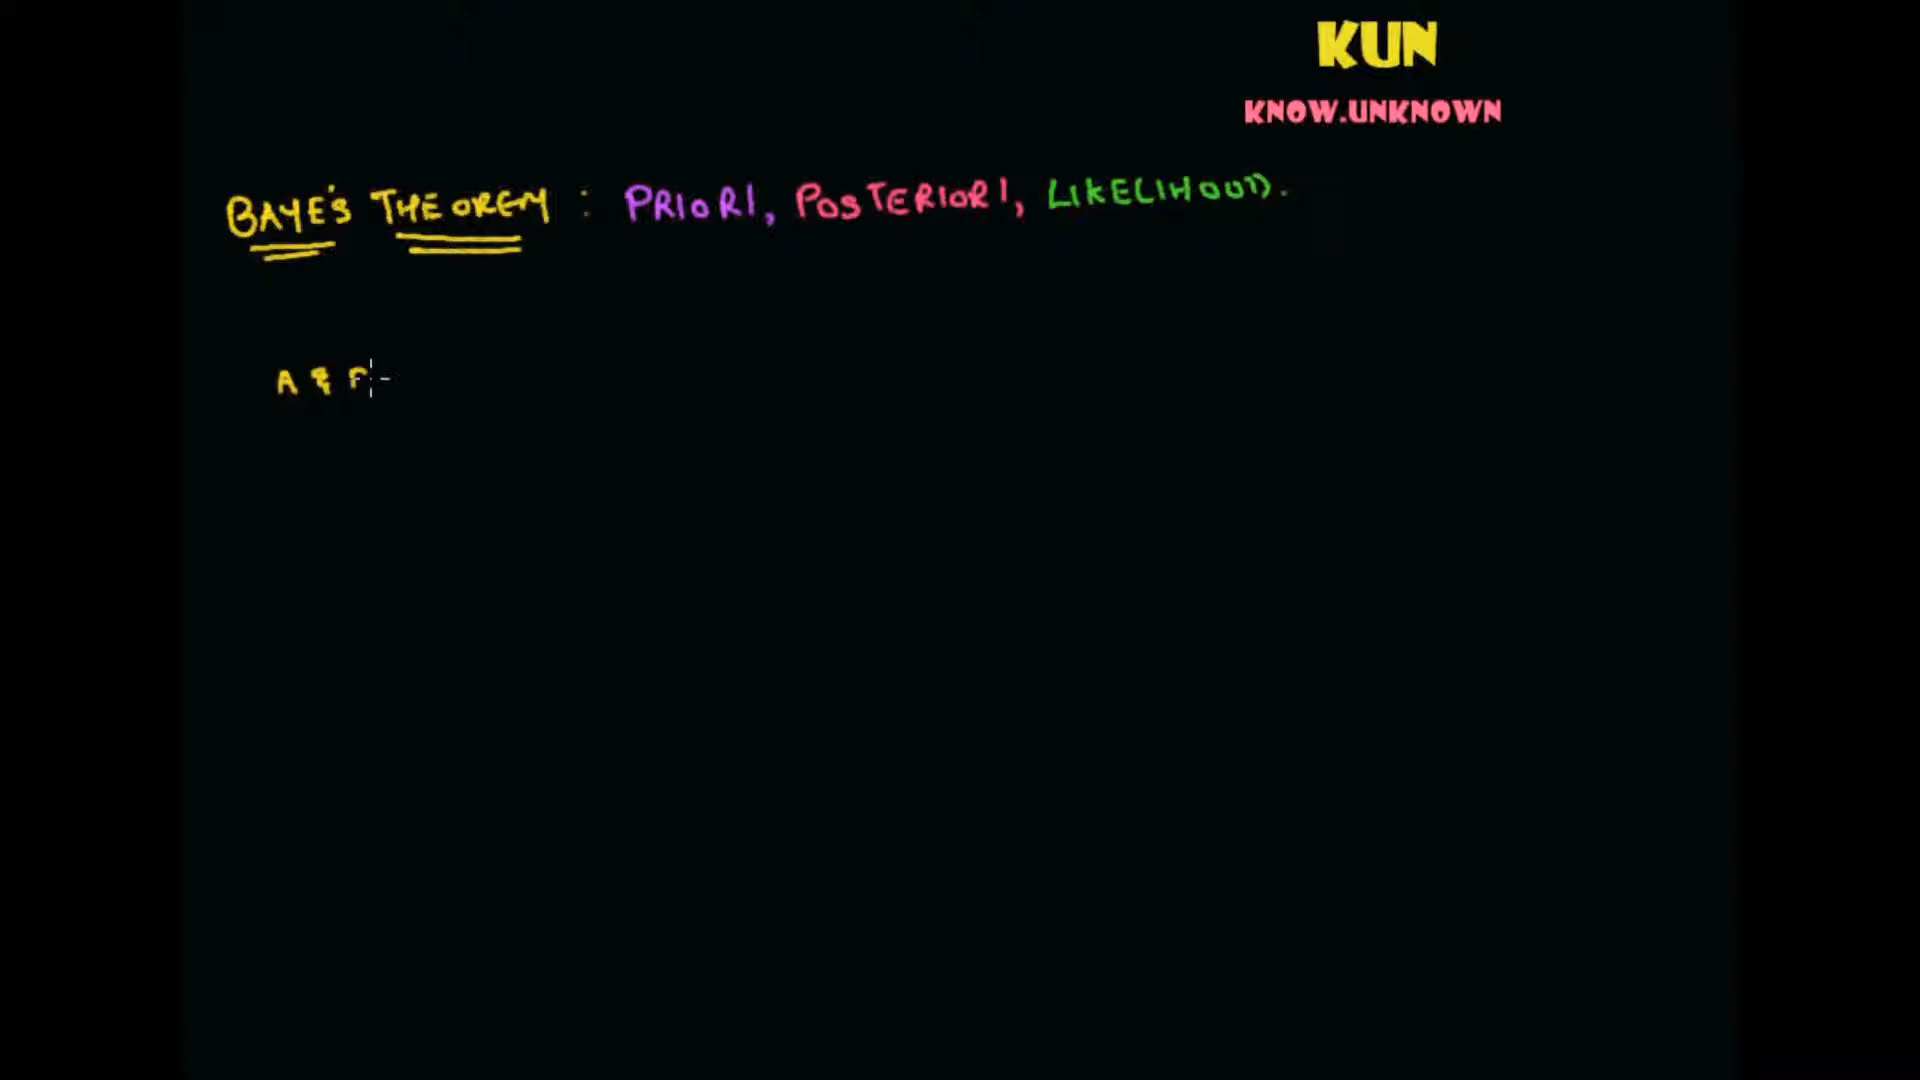 KUN
KNOW.UNKNOWN
BAYE'S THEOREM : PRIORI, POSTERIORI, LIKELIHOOD.
A &